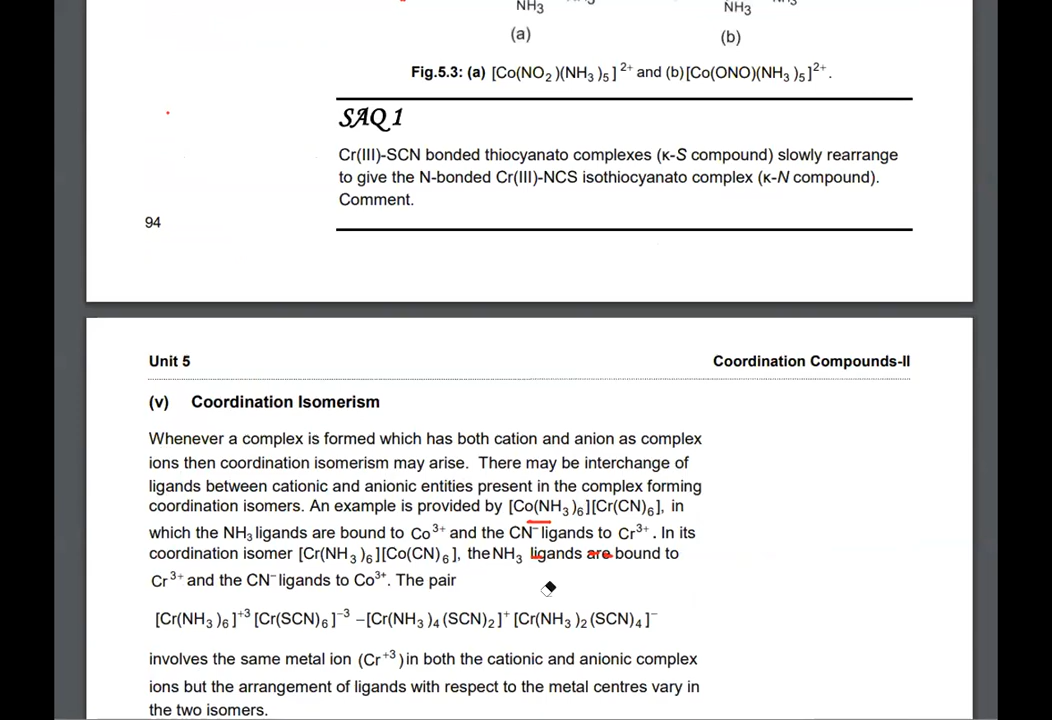 NH3 NH3
NH3
(a) (b)
Fig.5.3: (a) [Co(NO₂)(NH₃)₅]²⁺ and (b)[Co(ONO)(NH₃)₅]²⁺.
SAQ 1
Cr(III)-SCN bonded thiocyanato complexes (κ-S compound) slowly rearrange
to give the N-bonded Cr(III)-NCS isothiocyanato complex (κ-N compound).
Comment.
94
Unit 5 Coordination Compounds-II
(v) Coordination Isomerism
Whenever a complex is formed which has both cation and anion as complex
ions then coordination isomerism may arise. There may be interchange of
ligands between cationic and anionic entities present in the complex forming
coordination isomers. An example is provided by [Co(NH₃)₆][Cr(CN)₆], in
which the NH₃ ligands are bound to Co³⁺ and the CN⁻ ligands to Cr³⁺. In its
coordination isomer [Cr(NH₃)₆][Co(CN)₆], the NH₃ ligands are bound to
Cr³⁺ and the CN⁻ ligands to Co³⁺. The pair
[Cr(NH₃)₆]⁺³[Cr(SCN)₆]⁻³ –[Cr(NH₃)₄(SCN)₂]⁺[Cr(NH₃)₂(SCN)₄]⁻
involves the same metal ion (Cr⁺³) in both the cationic and anionic complex
ions but the arrangement of ligands with respect to the metal centres vary in
the two isomers.